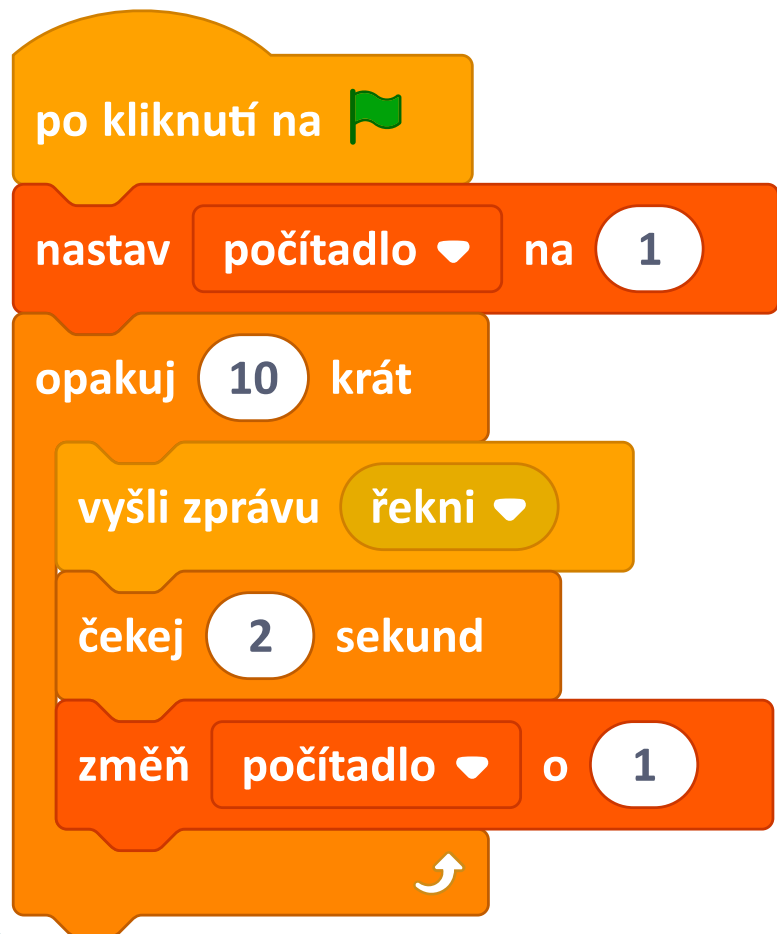 po kliknutí na
nastav počítadlo na 1
opakuj 10 krát
vyšli zprávu řekni
čekej 2 sekund
změň počítadlo o 1